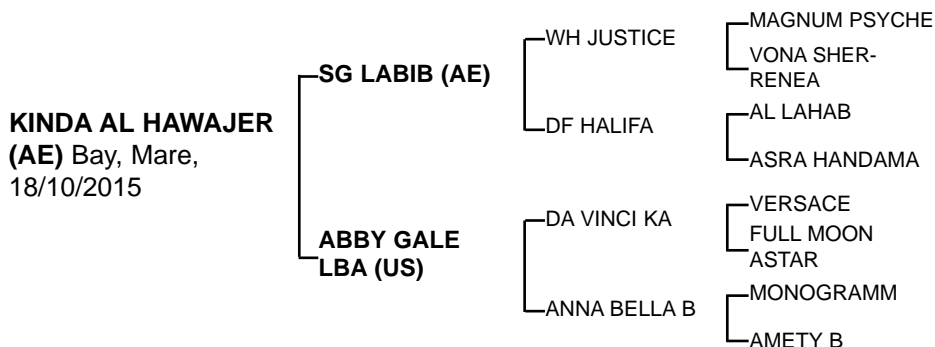 KINDA AL HAWAJER
(AE) Bay, Mare,
18/10/2015
SG LABIB (AE)
ABBY GALE
LBA (US)
WH JUSTICE
DF HALIFA
DA VINCI KA
ANNA BELLA B
MAGNUM PSYCHE
VONA SHER-
RENEA
AL LAHAB
ASRA HANDAMA
VERSACE
FULL MOON
ASTAR
MONOGRAMM
AMETY B